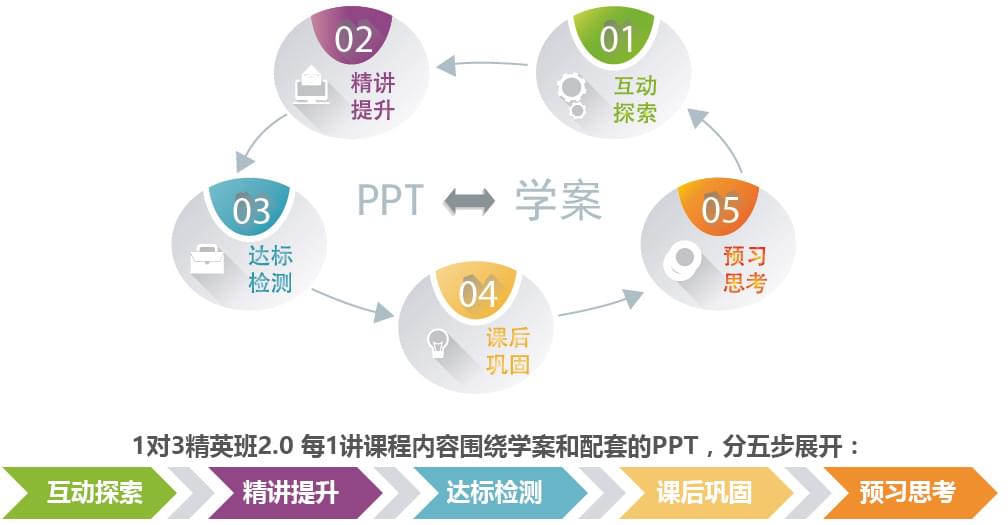 01
互动
探索
02
精讲
提升
03
达标
检测
04
课后
巩固
05
预习
思考
PPT 学案
1对3精英班2.0 每1讲课程内容围绕学案和配套的PPT，分五步展开：
互动探索 精讲提升 达标检测 课后巩固 预习思考